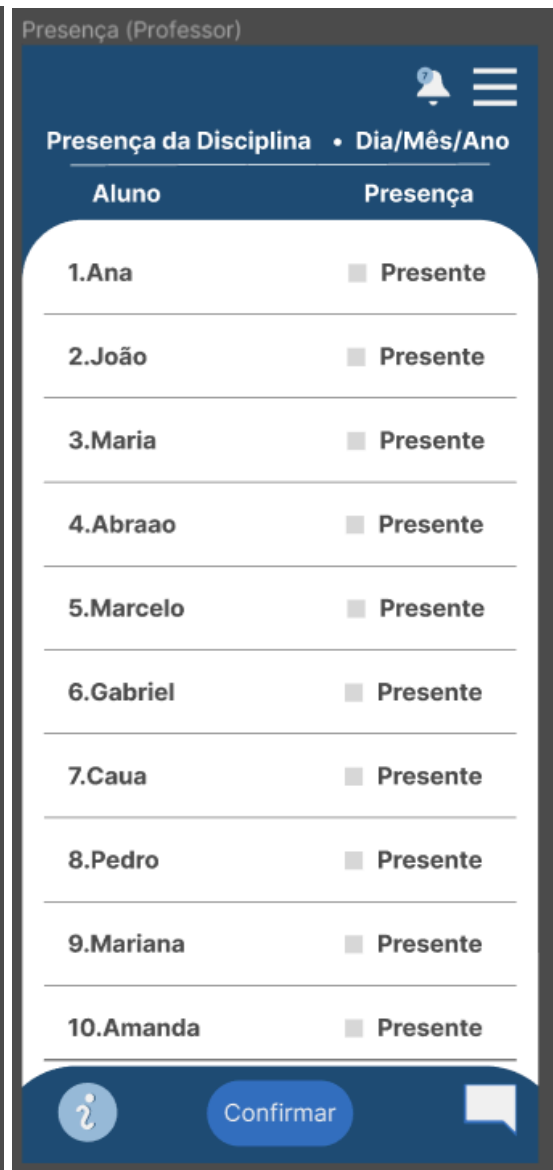 Presença (Professor)
7
Presença da Disciplina • Dia/Mês/Ano
Aluno Presença
1.Ana Presente
2.João Presente
3.Maria Presente
4.Abraao Presente
5.Marcelo Presente
6.Gabriel Presente
7.Caua Presente
8.Pedro Presente
9.Mariana Presente
10.Amanda Presente
i Confirmar